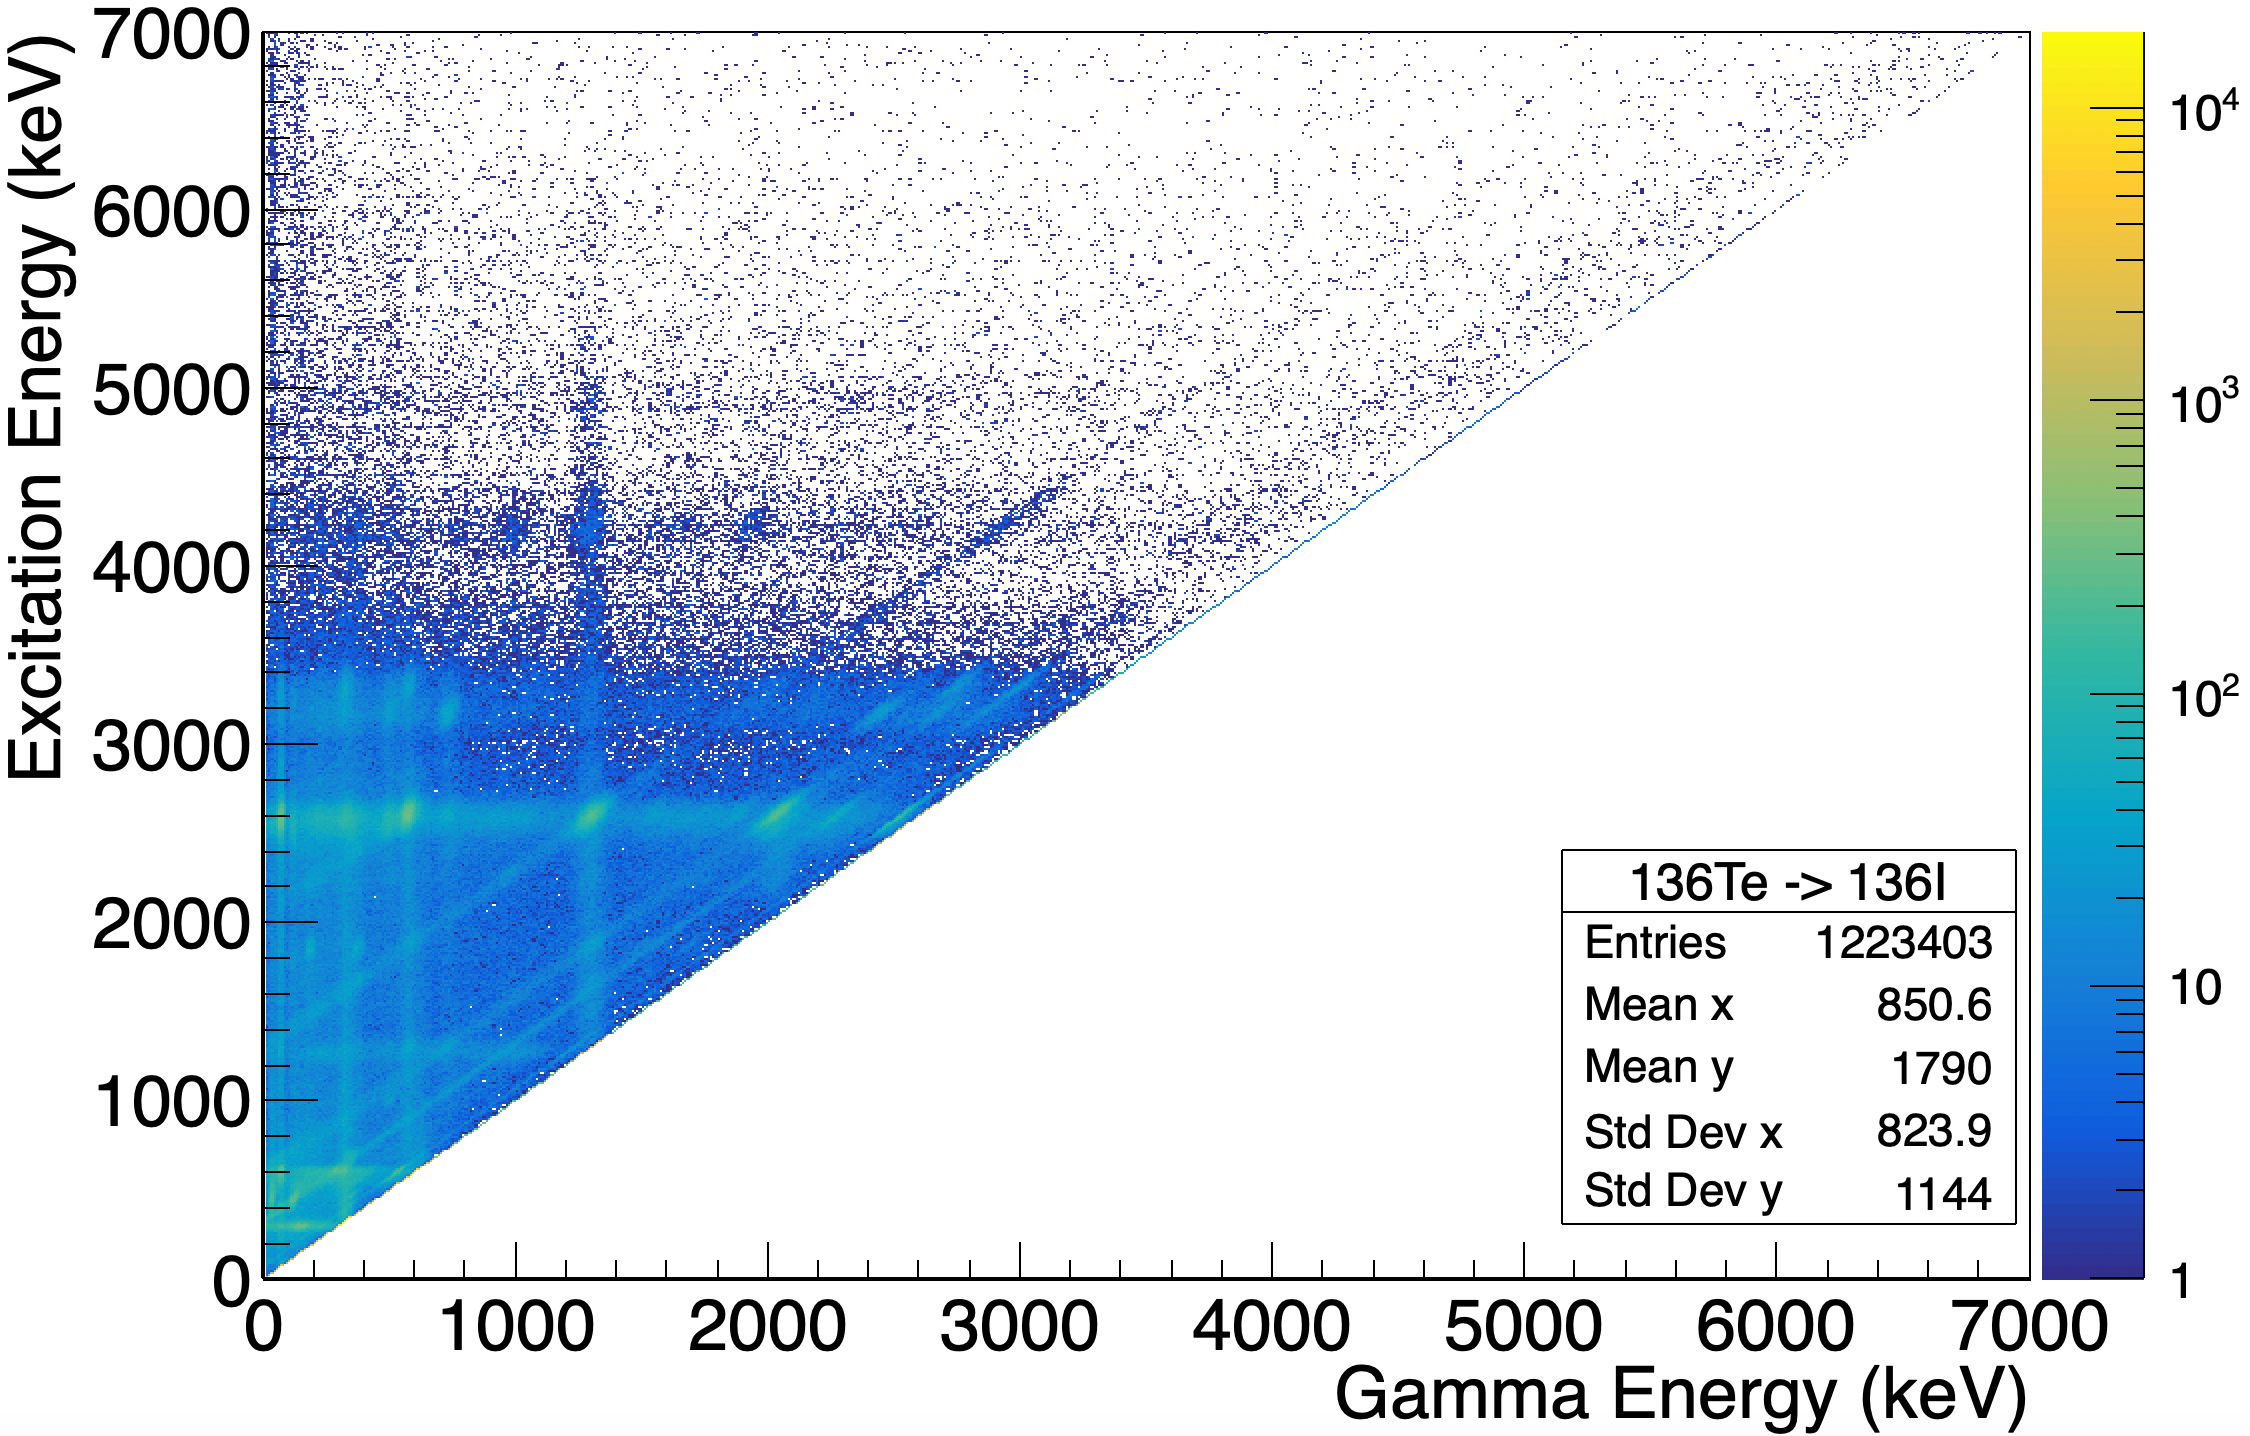 Excitation Energy (keV)
7000
6000
5000
4000
3000
2000
1000
0
0 1000 2000 3000 4000 5000 6000 7000
Gamma Energy (keV)
136Te -> 136I
Entries 1223403
Mean x 850.6
Mean y 1790
Std Dev x 823.9
Std Dev y 1144
10⁴
10³
10²
10
1